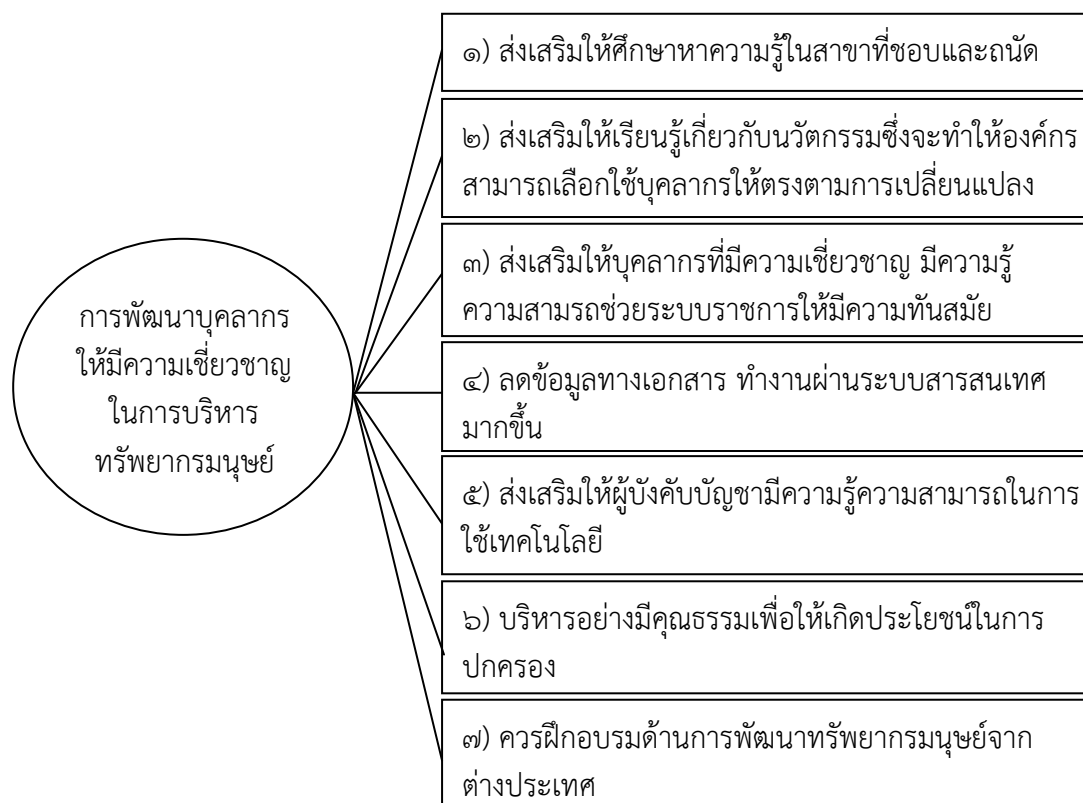 การพัฒนาบุคลากร
ให้มีความเชี่ยวชาญ
ในการบริหาร
ทรัพยากรมนุษย์
๑) ส่งเสริมให้ศึกษาหาความรู้ในสาขาที่ชอบและถนัด
๒) ส่งเสริมให้เรียนรู้เกี่ยวกับนวัตกรรมซึ่งจะทำให้องค์กร
สามารถเลือกใช้บุคลากรให้ตรงตามการเปลี่ยนแปลง
๓) ส่งเสริมให้บุคลากรที่มีความเชี่ยวชาญ มีความรู้
ความสามรถช่วยระบบราชการให้มีความทันสมัย
๔) ลดข้อมูลทางเอกสาร ทำงานผ่านระบบสารสนเทศ
มากขึ้น
๕) ส่งเสริมให้ผู้บังคับบัญชามีความรู้ความสามารถในการ
ใช้เทคโนโลยี
๖) บริหารอย่างมีคุณธรรมเพื่อให้เกิดประโยชน์ในการ
ปกครอง
๗) ควรฝึกอบรมด้านการพัฒนาทรัพยากรมนุษย์จาก
ต่างประเทศ